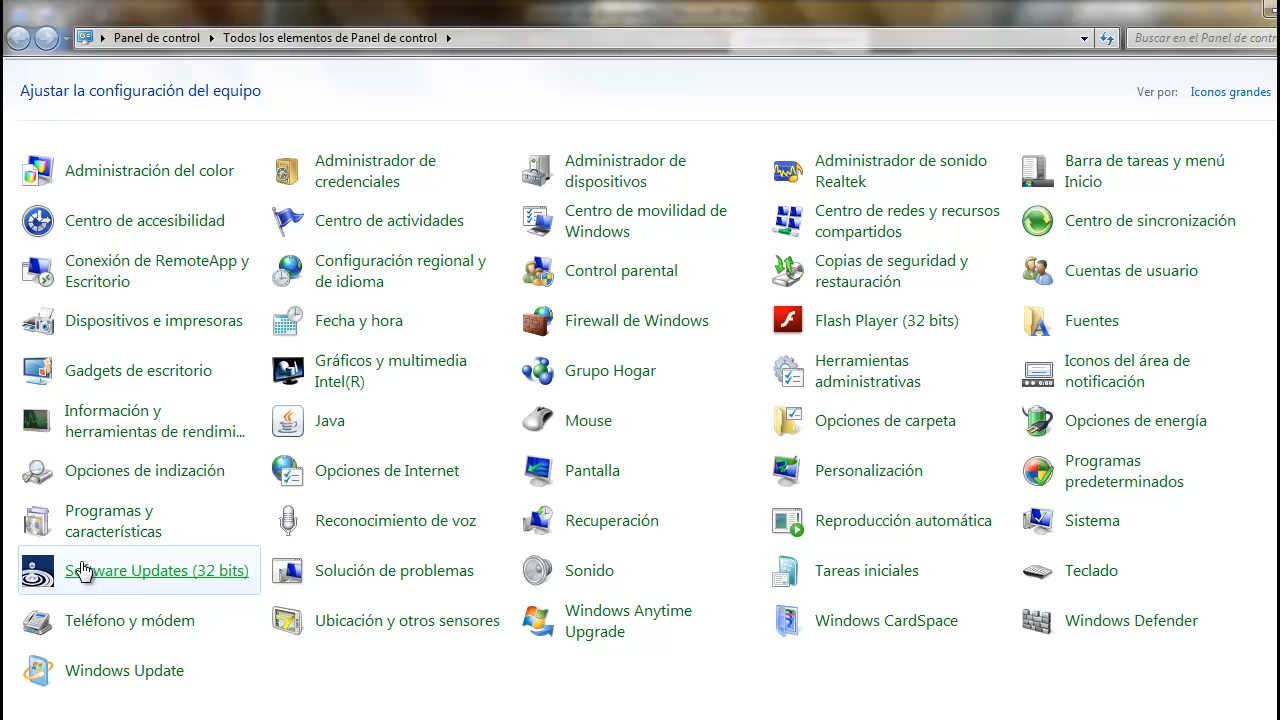 Panel de control
Todos los elementos de Panel de control
Buscar en el Panel de contr
Ajustar la configuración del equipo
Ver por:
Iconos grandes
Administración del color
Administrador de
credenciales
Administrador de
dispositivos
Administrador de sonido
Realtek
Barra de tareas y menú
Inicio
Centro de accesibilidad
Centro de actividades
Centro de movilidad de
Windows
Centro de redes y recursos
compartidos
Centro de sincronización
Conexión de RemoteApp y
Escritorio
Configuración regional y
de idioma
Control parental
Copias de seguridad y
restauración
Cuentas de usuario
Dispositivos e impresoras
Fecha y hora
Firewall de Windows
Flash Player (32 bits)
Fuentes
Gadgets de escritorio
Gráficos y multimedia
Intel(R)
Grupo Hogar
Herramientas
administrativas
Iconos del área de
notificación
Información y
herramientas de rendimi...
Java
Mouse
Opciones de carpeta
Opciones de energía
Opciones de indización
Opciones de Internet
Pantalla
Personalización
Programas
predeterminados
Programas y
características
Reconocimiento de voz
Recuperación
Reproducción automática
Sistema
Software Updates (32 bits)
Solución de problemas
Sonido
Tareas iniciales
Teclado
Teléfono y módem
Ubicación y otros sensores
Windows Anytime
Upgrade
Windows CardSpace
Windows Defender
Windows Update